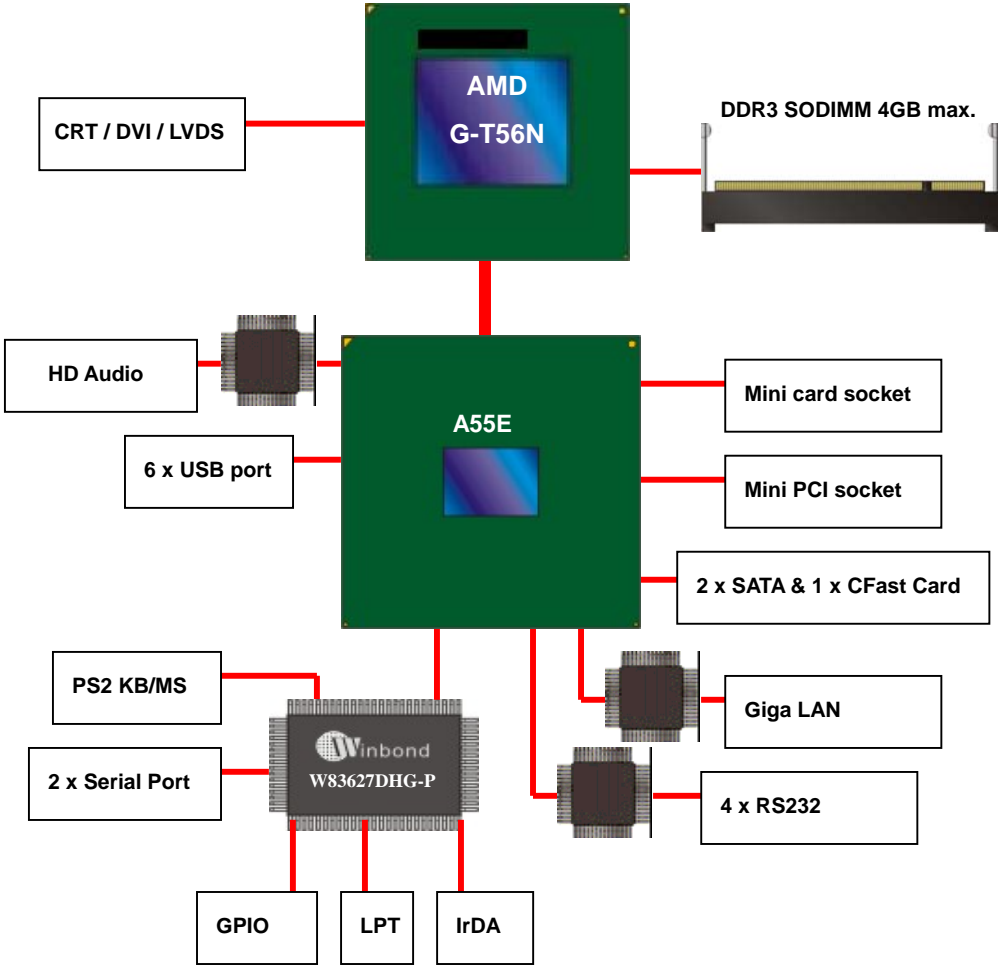 AMD
G-T56N
CRT / DVI / LVDS
DDR3 SODIMM 4GB max.
HD Audio
A55E
Mini card socket
6 x USB port
Mini PCI socket
2 x SATA & 1 x CFast Card
PS2 KB/MS
Giga LAN
Winbond
W83627DHG-P
2 x Serial Port
4 x RS232
GPIO
LPT
IrDA